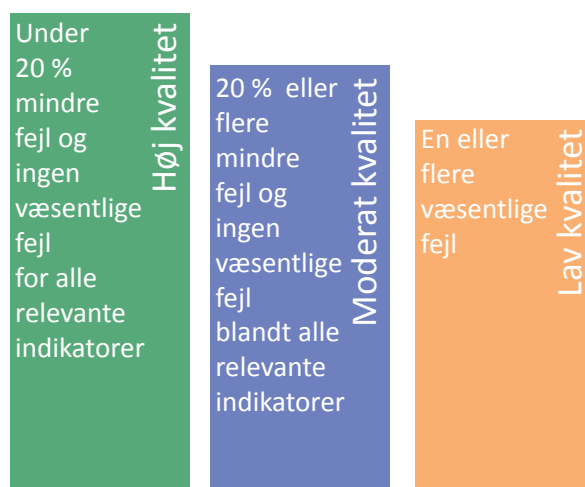 Under
20 %
mindre
fejl og
ingen
væsentlige
fejl
for alle
relevante
indikatorer
Høj kvalitet
20 % eller
flere
mindre
fejl og
ingen
væsentlige
fejl
blandt alle
relevante
indikatorer
Moderat kvalitet
En eller
flere
væsentlige
fejl
Lav kvalitet